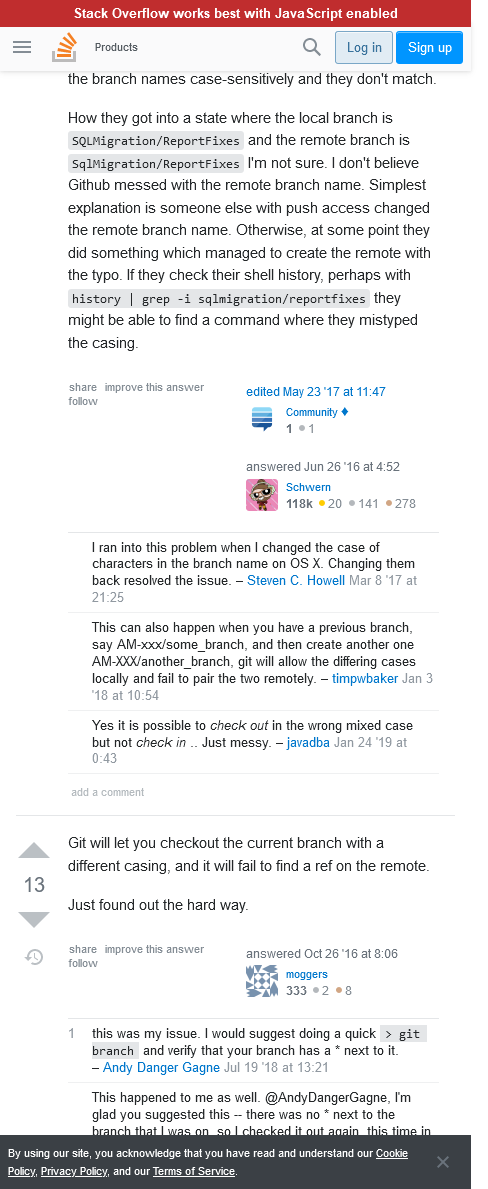 Stack Overflow works best with JavaScript enabled
Products
Log in
Sign up
the branch names case-sensitively and they don't match.
How they got into a state where the local branch is
SQLMigration/ReportFixes and the remote branch is
SqlMigration/ReportFixes I'm not sure. I don't believe
Github messed with the remote branch name. Simplest
explanation is someone else with push access changed
the remote branch name. Otherwise, at some point they
did something which managed to create the remote with
the typo. If they check their shell history, perhaps with
history | grep -i sqlmigration/reportfixes they
might be able to find a command where they mistyped
the casing.
share improve this answer
follow
edited May 23 '17 at 11:47
Community ♦
1 ●1
answered Jun 26 '16 at 4:52
Schwern
118k ●20 ●141 ●278
I ran into this problem when I changed the case of
characters in the branch name on OS X. Changing them
back resolved the issue. – Steven C. Howell Mar 8 '17 at
21:25
This can also happen when you have a previous branch,
say AM-xxx/some_branch, and then create another one
AM-XXX/another_branch, git will allow the differing cases
locally and fail to pair the two remotely. – timpwbaker Jan 3
'18 at 10:54
Yes it is possible to check out in the wrong mixed case
but not check in .. Just messy. – javadba Jan 24 '19 at
0:43
add a comment
13
Git will let you checkout the current branch with a
different casing, and it will fail to find a ref on the remote.
Just found out the hard way.
share improve this answer
follow
answered Oct 26 '16 at 8:06
moggers
333 ●2 ●8
1 this was my issue. I would suggest doing a quick > git
branch and verify that your branch has a * next to it.
– Andy Danger Gagne Jul 19 '18 at 13:21
This happened to me as well. @AndyDangerGagne, I'm
glad you suggested this -- there was no * next to the
branch that I was on, so I checked it out again, this time in
By using our site, you acknowledge that you have read and understand our Cookie
Policy, Privacy Policy, and our Terms of Service.